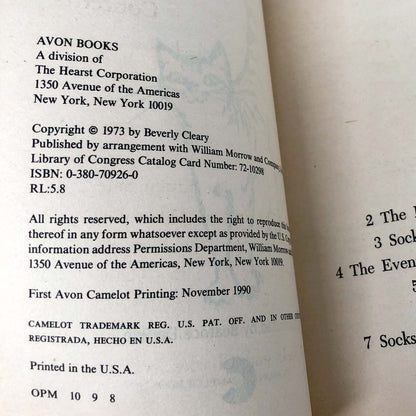 AVON BOOKS
A division of
The Hearst Corporation
1350 Avenue of the Americas
New York, New York 10019
Copyright © 1973 by Beverly Cleary
Published by arrangement with William Morrow and Company,
Library of Congress Catalog Card Number: 72-10298
ISBN: 0-380-70926-0
RL:5.8
All rights reserved, which includes the right to reproduce this
thereof in any form whatsoever except as provided by the U.S.
information address Permissions Department, William Morrow
1350 Avenue of the Americas, New York, New York 10019.
First Avon Camelot Printing: November 1990
CAMELOT TRADEMARK REG. U.S. PAT. OFF. AND IN OTHER
REGISTRADA, HECHO EN U.S.A.
Printed in the U.S.A.
OPM 10 9 8
2 The
3 Socks
4 The
5
7 Socks